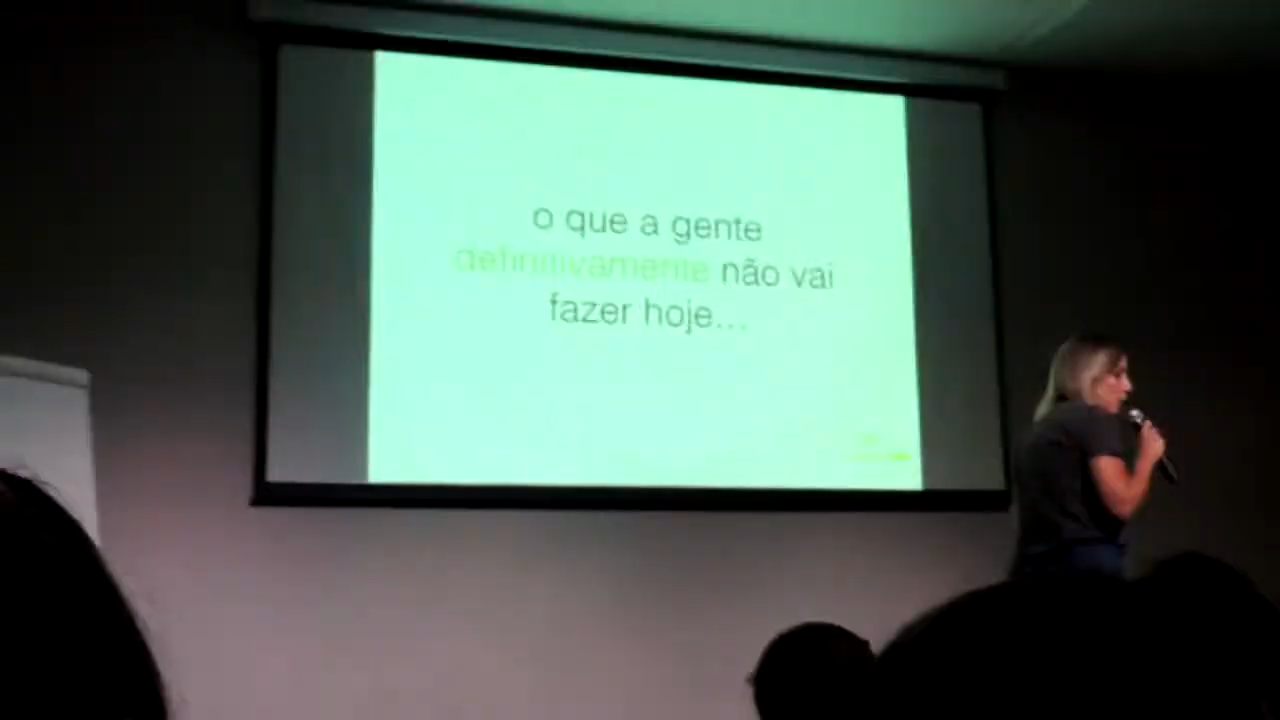 o que a gente
definitivamente não vai
fazer hoje...